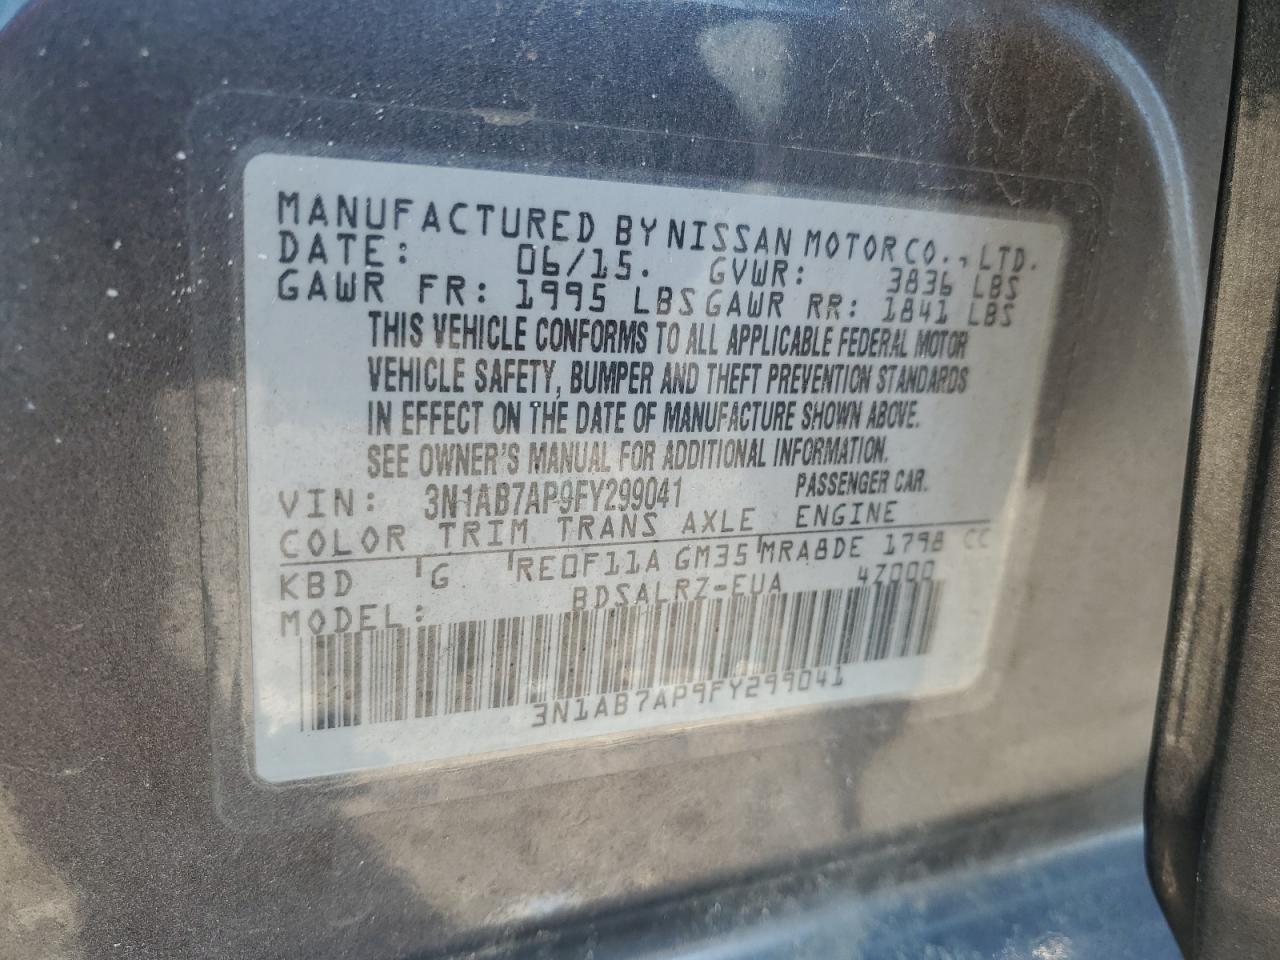 MANUFACTURED BY NISSAN MOTOR CO., LTD.
DATE: 06/15. GVWR: 3836 LBS
GAWR FR: 1995 LBS GAWR RR: 1841 LBS
THIS VEHICLE CONFORMS TO ALL APPLICABLE FEDERAL MOTOR
VEHICLE SAFETY, BUMPER AND THEFT PREVENTION STANDARDS
IN EFFECT ON THE DATE OF MANUFACTURE SHOWN ABOVE.
SEE OWNER'S MANUAL FOR ADDITIONAL INFORMATION.
VIN: 3N1AB7AP9FY299041 PASSENGER CAR.
COLOR TRIM TRANS AXLE ENGINE
KBD G RE0F11A GM35 MRA8DE 1798 CC
MODEL: BDSALRZ-EUA 4Z000
3N1AB7AP9FY299041